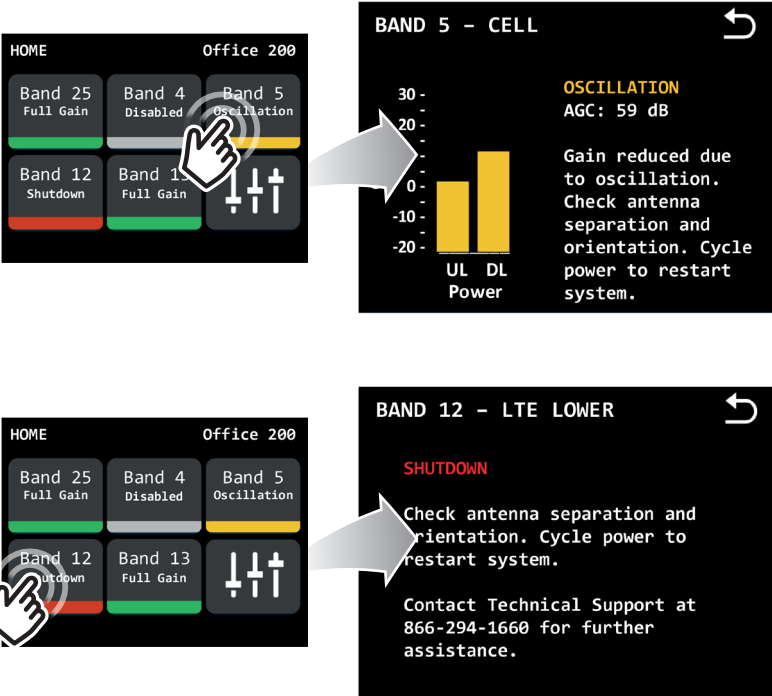 HOME Office 200
Band 25 Band 4 Band 5
Full Gain Disabled Oscillation
Band 12 Band 13
Shutdown Full Gain
BAND 5 – CELL
30 -
20 -
0 -
-10 -
-20 -
UL DL
Power
OSCILLATION
AGC: 59 dB
Gain reduced due
to oscillation.
Check antenna
separation and
orientation. Cycle
power to restart
system.
HOME Office 200
Band 25 Band 4 Band 5
Full Gain Disabled Oscillation
Band 12 Band 13
Shutdown Full Gain
BAND 12 – LTE LOWER
SHUTDOWN
Check antenna separation and
orientation. Cycle power to
restart system.
Contact Technical Support at
866-294-1660 for further
assistance.